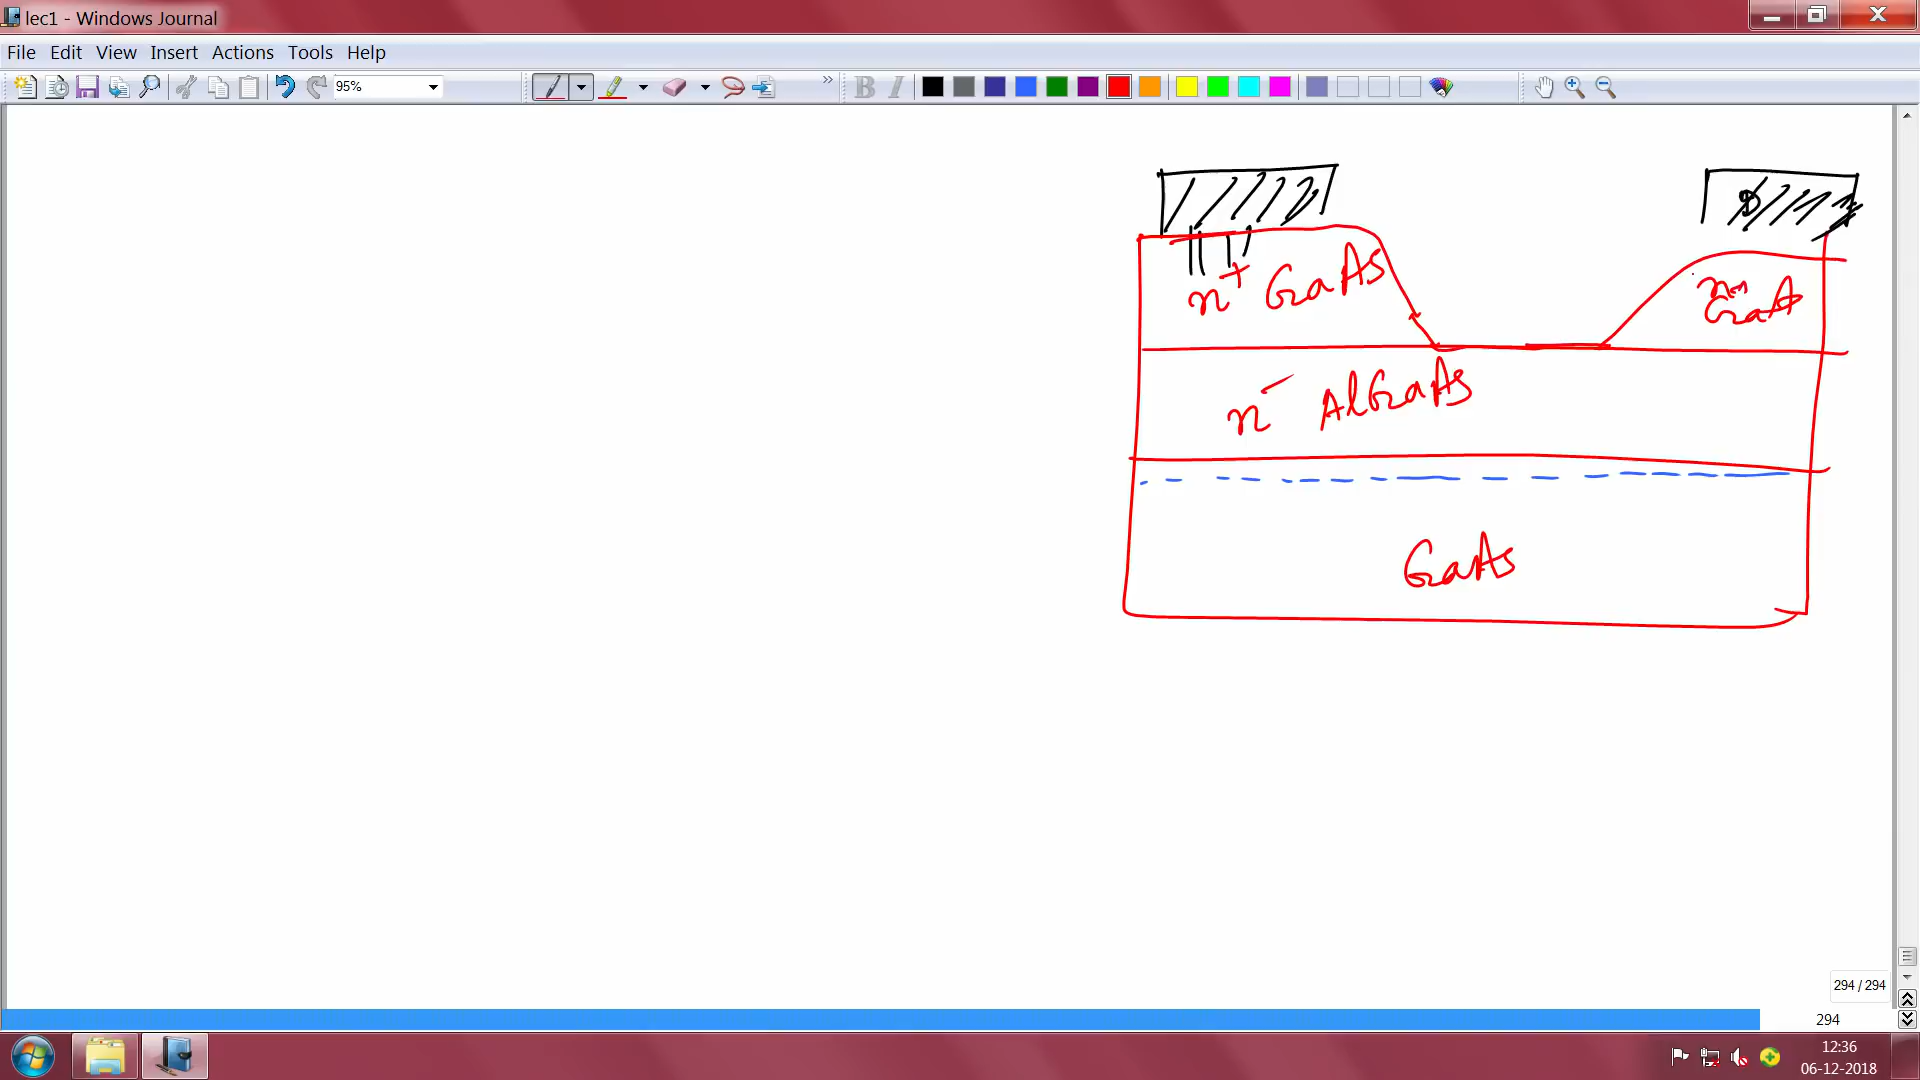 lec1 - Windows Journal
File Edit View Insert Actions Tools Help
95%
B I
D
n+ GaAs
GaA
n- AlGaAs
GaAs
294 / 294
294
12:36
06-12-2018